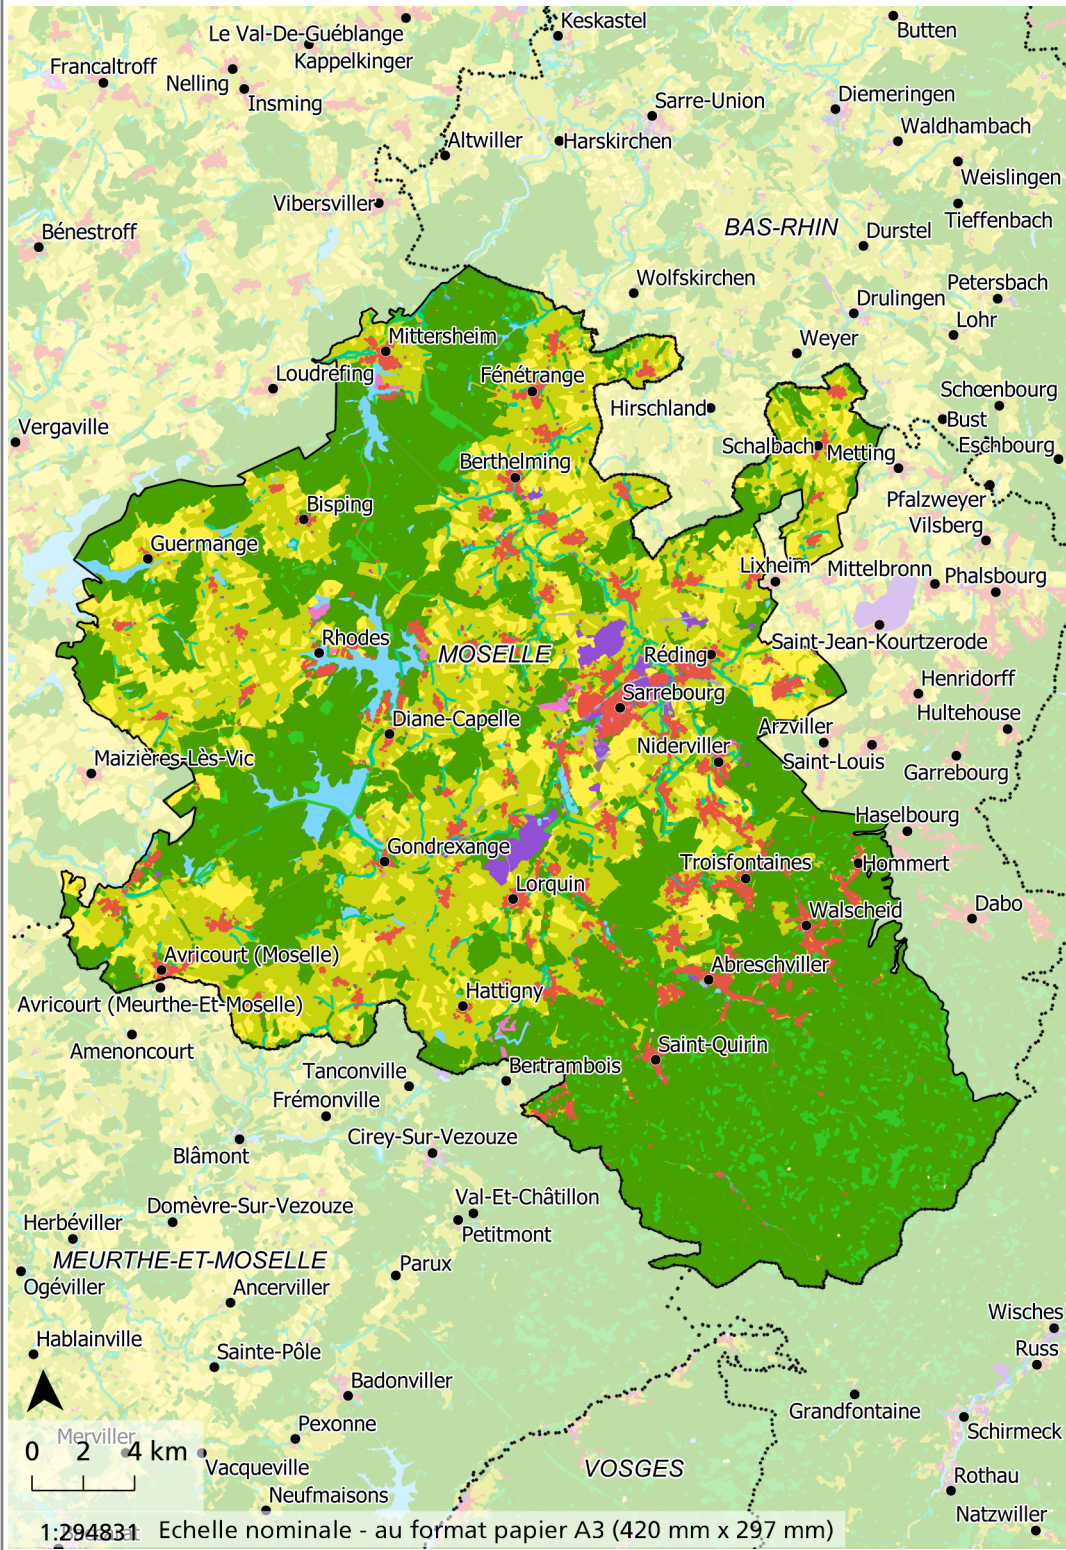 Le Val-De-Guéblange
Keskastel
Butten
Kappelkinger
Francaltroff
Nelling
Insming
Sarre-Union
Diemeringen
Waldhambach
Altwiller
Harskirchen
Weislingen
Vibersviller
Tieffenbach
BAS-RHIN
Bénestroff
Durstel
Wolfskirchen
Petersbach
Drulingen
Lohr
Mittersheim
Weyer
Loudrefing
Fénétrange
Schœnbourg
Hirschland
Bust
Vergaville
Schalbach
Metting
Eschbourg
Berthelming
Bisping
Pfalzweyer
Vilsberg
Guermange
Lixheim
Mittelbronn
Phalsbourg
Rhodes
MOSELLE
Réding
Saint-Jean-Kourtzerode
Henridorff
Sarrebourg
Diane-Capelle
Hultehouse
Arzviller
Niderviller
Saint-Louis
Maizières-Lès-Vic
Garrebourg
Haselbourg
Gondrexange
Troisfontaines
Hommert
Lorquin
Dabo
Walscheid
Avricourt (Moselle)
Abreschviller
Hattigny
Avricourt (Meurthe-Et-Moselle)
Amenoncourt
Saint-Quirin
Tanconville
Bertrambois
Frémonville
Cirey-Sur-Vezouze
Blâmont
Domèvre-Sur-Vezouze
Val-Et-Châtillon
Herbéviller
Petitmont
MEURTHE-ET-MOSELLE
Parux
Ogéviller
Ancerviller
Wisches
Hablainville
Sainte-Pôle
Russ
Badonviller
Grandfontaine
Pexonne
Schirmeck
Merviller
0 2 4 km
Vacqueville
VOSGES
Rothau
Neufmaisons
Natzwiller
1:294831 Echelle nominale - au format papier A3 (420 mm x 297 mm)